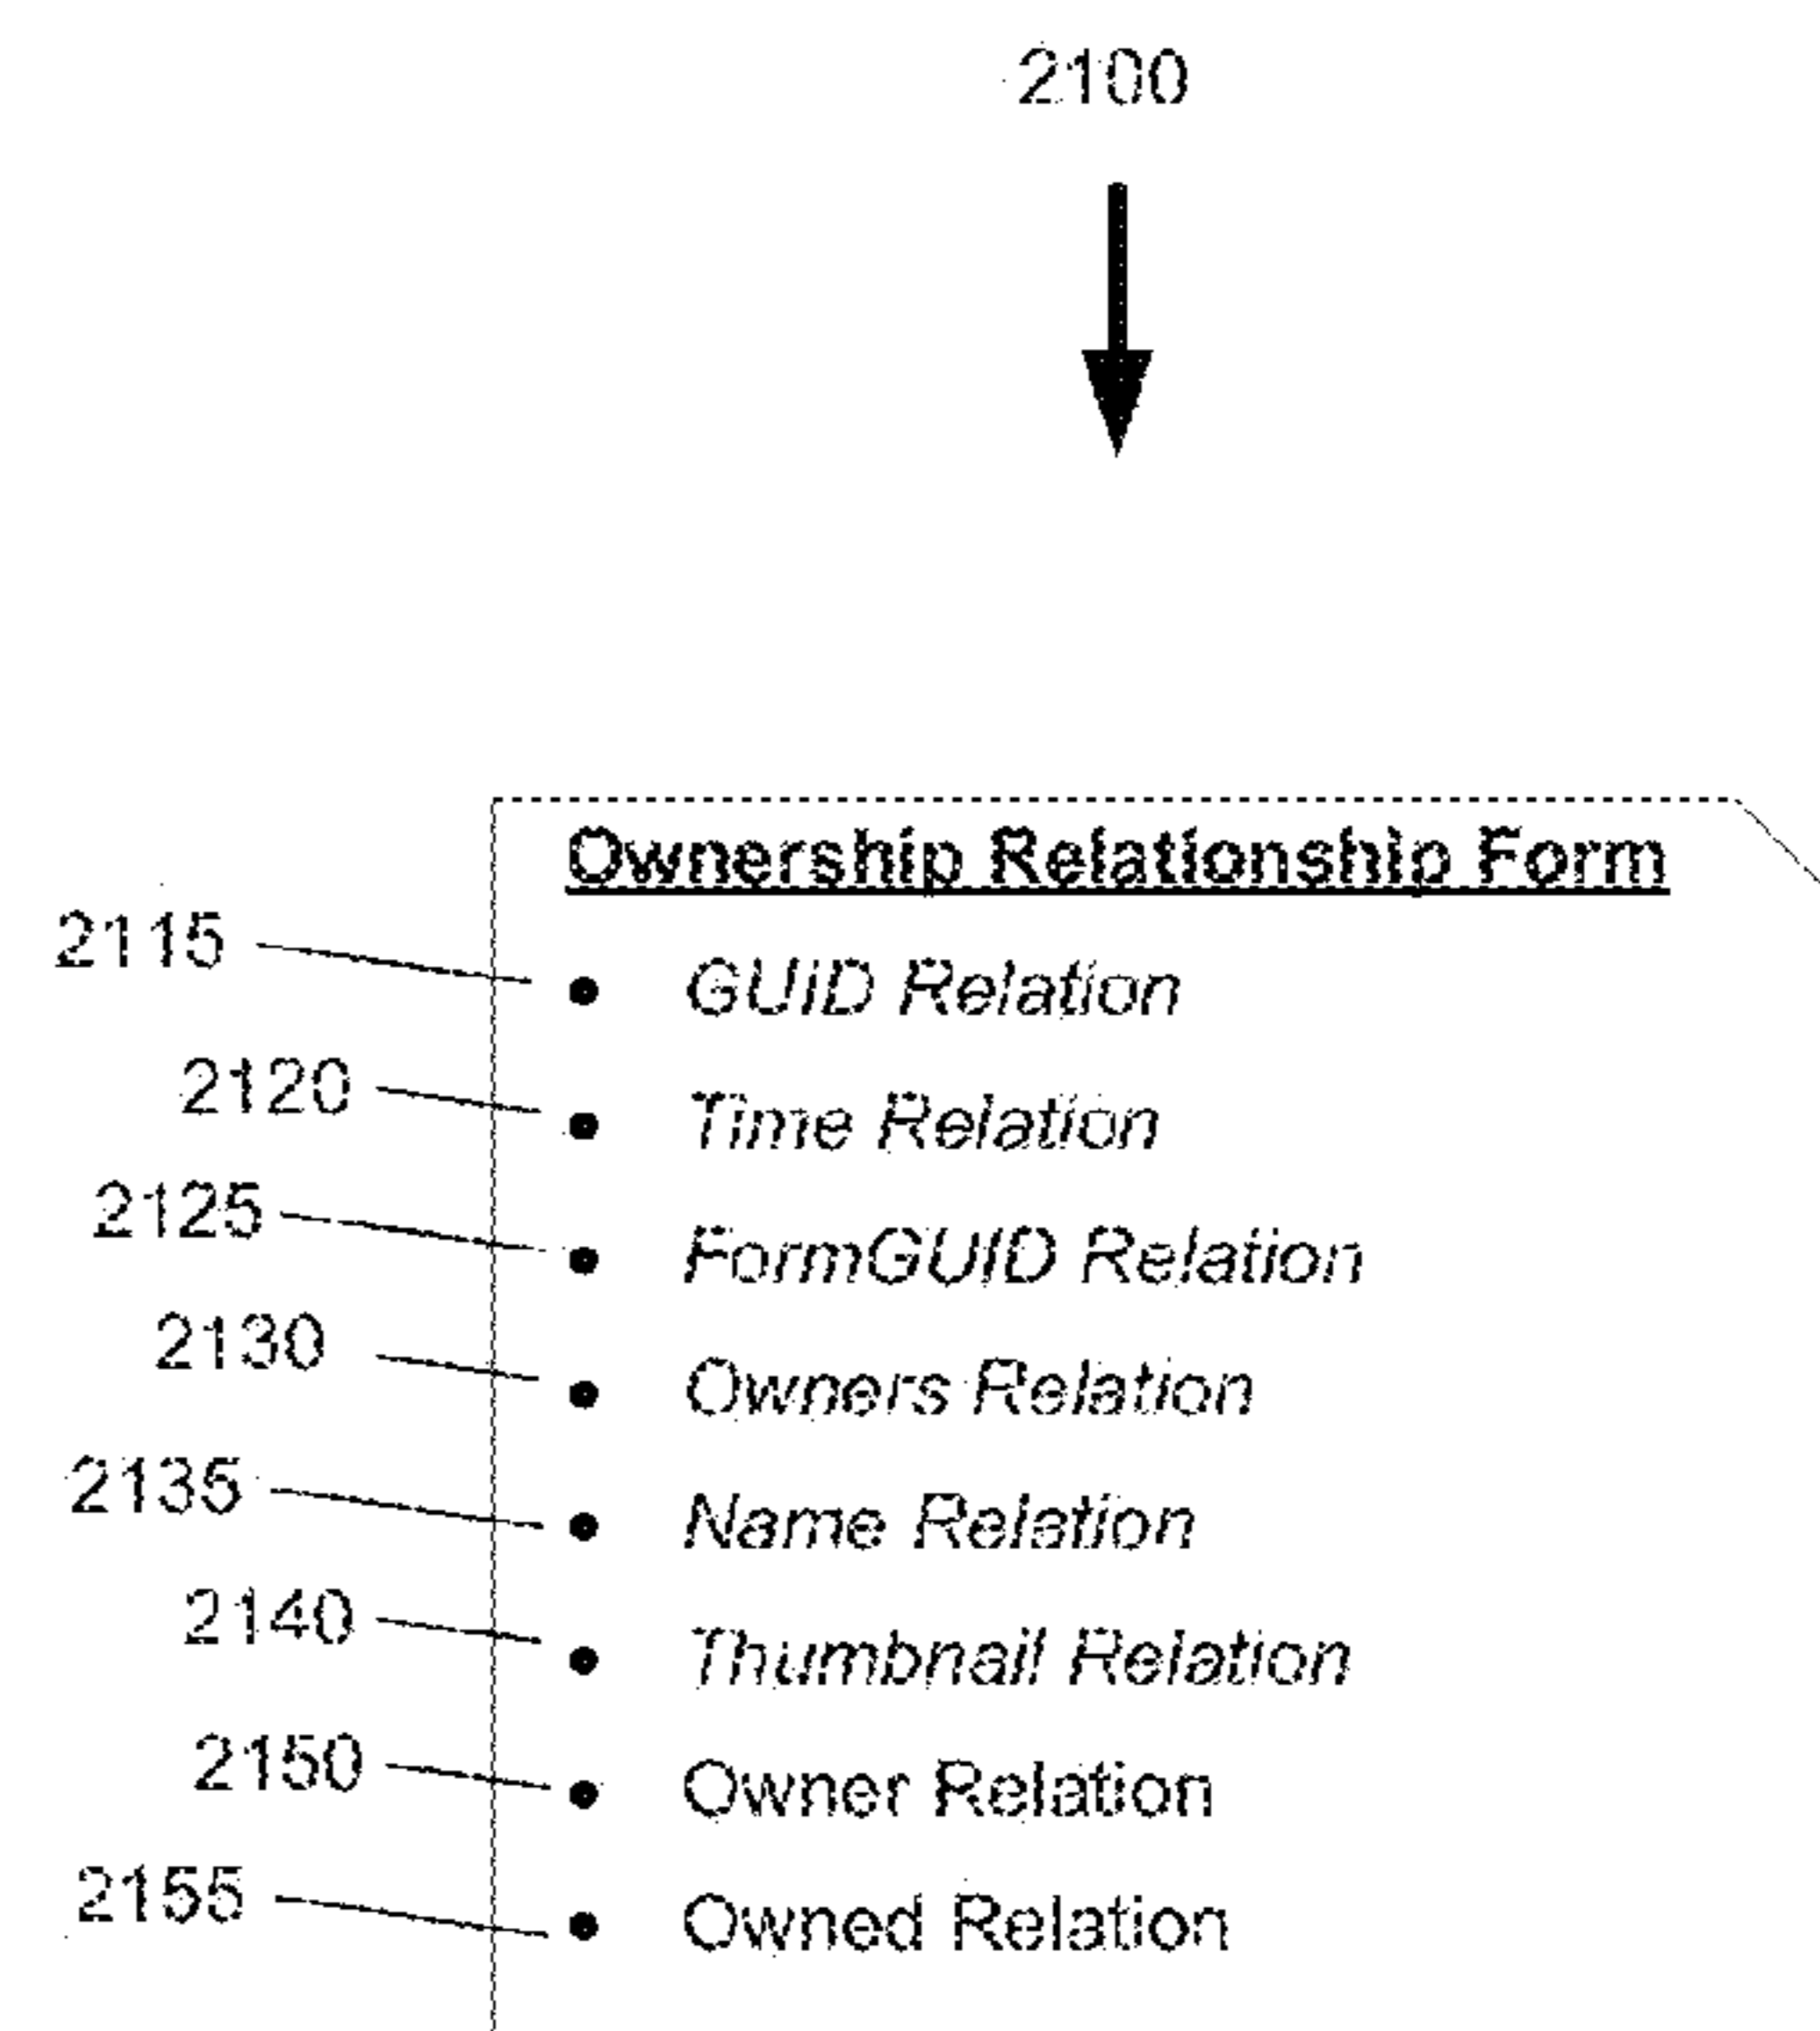 2100
Ownership Relationship Form
2115 • GUID Relation
2120 • Time Relation
2125 • FormGUID Relation
2130 • Owners Relation
2135 • Name Relation
2140 • Thumbnail Relation
2150 • Owner Relation
2155 • Owned Relation